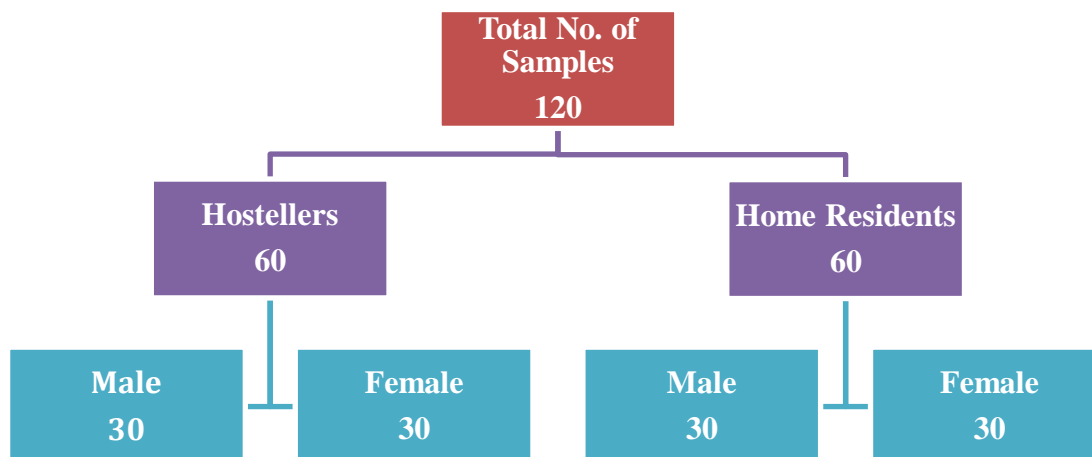 Total No. of
Samples
120
Hostellers
60
Home Residents
60
Male
30
Female
30
Male
30
Female
30